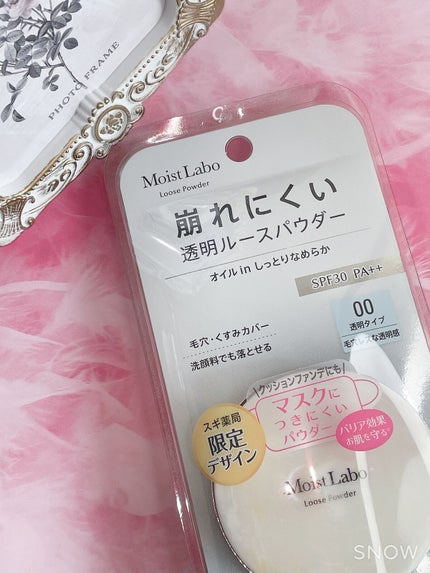 PHOTO FRAME
Moist Labo
Loose Powder
崩れにくい
透明ルースパウダー
オイル in しっとりなめらか
SPF30 PA++
00
透明タイプ
毛穴・くすみカバー
洗顔料でも落とせる
クッションファンデにも
マスクに
つきにくい
パウダー
バリア効果
お肌を守る
スギ薬局
限定
デザイン
Moist Labo
Loose Powder
SNOW